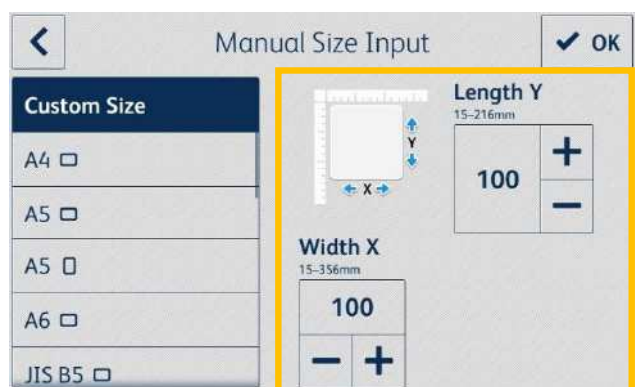 Manual Size Input
OK
Custom Size
A4
A5
A5
A6
JIS B5
Y
X
Length Y
15–216mm
100
+
−
Width X
15–356mm
100
− +